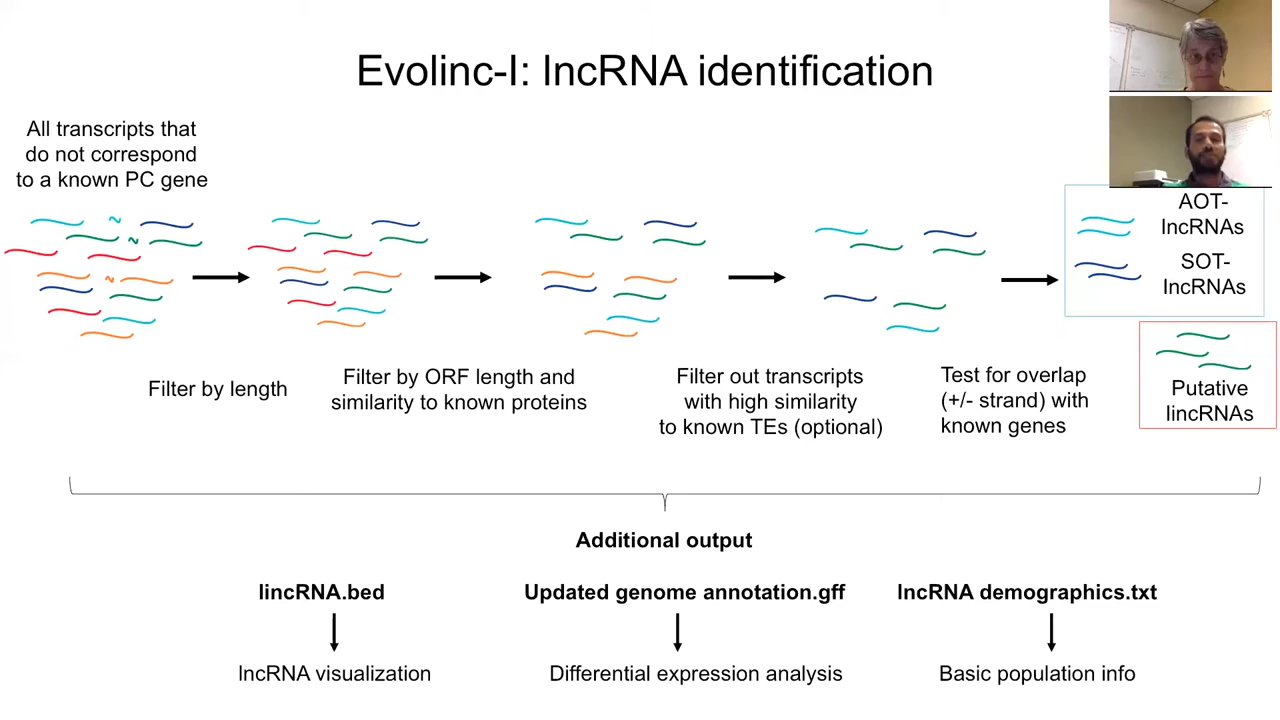 Evolinc-I: lncRNA identification
All transcripts that
do not correspond
to a known PC gene
AOT-
lncRNAs
SOT-
lncRNAs
Putative
lincRNAs
Filter by length
Filter by ORF length and
similarity to known proteins
Filter out transcripts
with high similarity
to known TEs (optional)
Test for overlap
(+/- strand) with
known genes
Additional output
lincRNA.bed
Updated genome annotation.gff
lncRNA demographics.txt
lncRNA visualization
Differential expression analysis
Basic population info